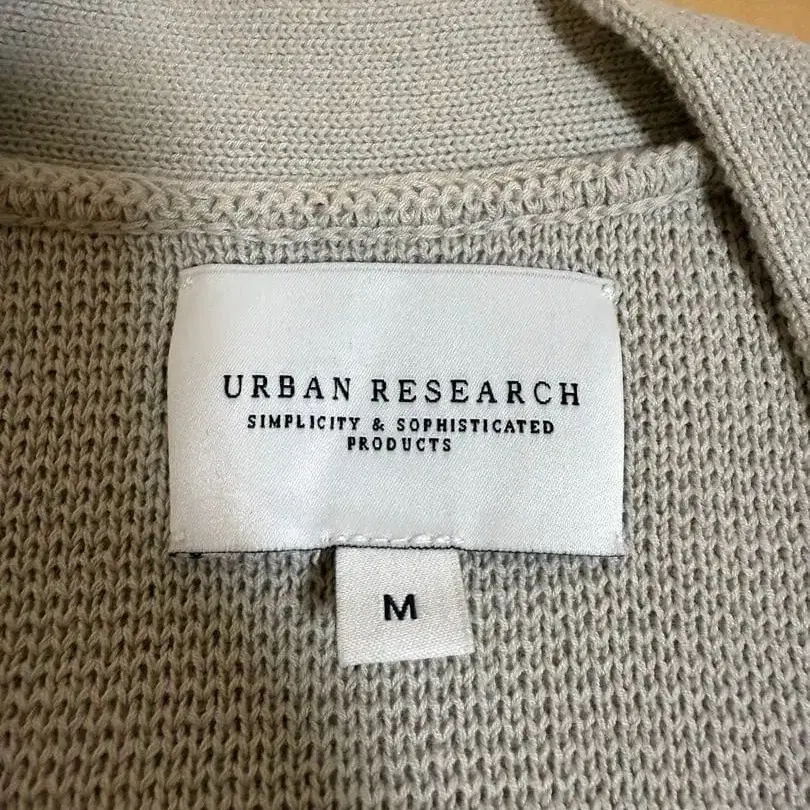 URBAN RESEARCH
SIMPLICITY & SOPHISTICATED
PRODUCTS
M